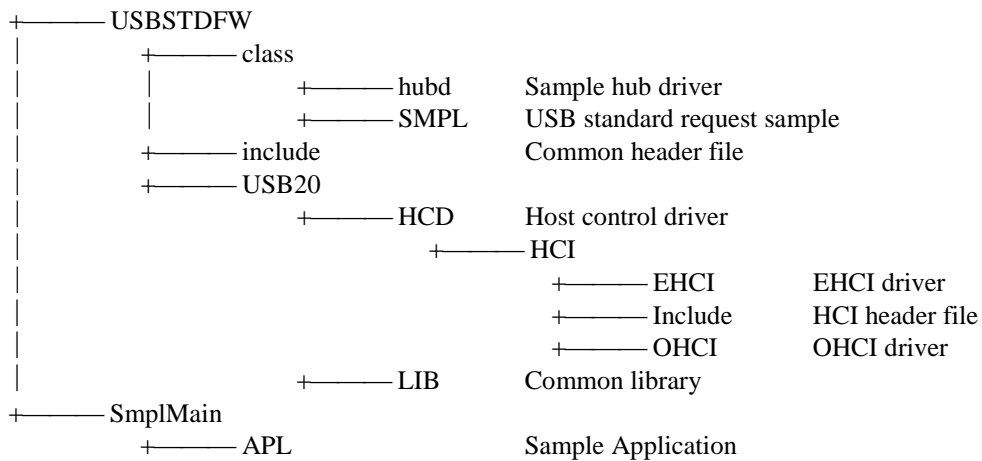 +——— USBSTDFW
+——— class
+——— hubd Sample hub driver
+——— SMPL USB standard request sample
+——— include Common header file
+——— USB20
+——— HCD Host control driver
+——— HCI
+——— EHCI EHCI driver
+——— Include HCI header file
+——— OHCI OHCI driver
+——— LIB Common library
+——— SmplMain
+——— APL Sample Application